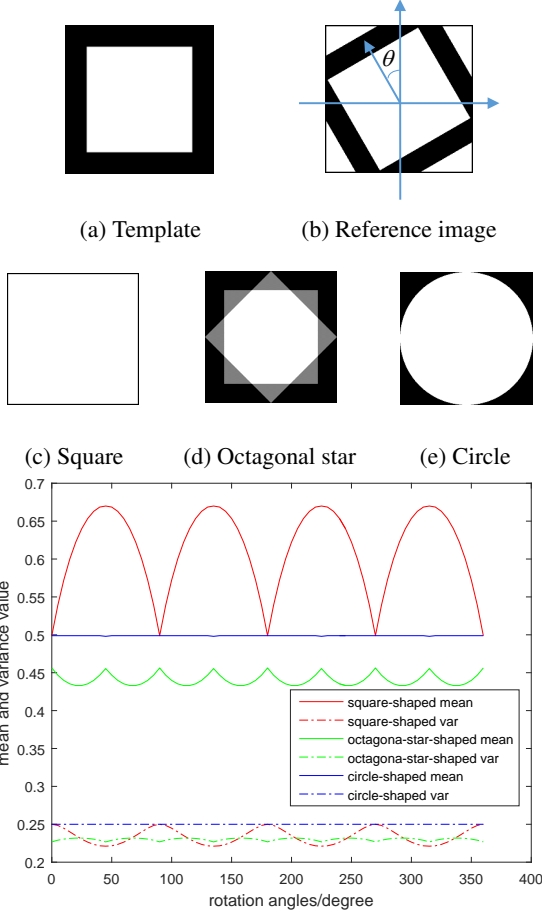 θ
(a) Template
(b) Reference image
(c) Square
(d) Octagonal star
(e) Circle
0.7
0.65
0.6
0.55
0.5
0.45
0.4
0.35
0.3
0.25
0.2
mean and variance value
square-shaped mean
square-shaped var
octagona-star-shaped mean
octagona-star-shaped var
circle-shaped mean
circle-shaped var
0 50 100 150 200 250 300 350 400
rotation angles/degree